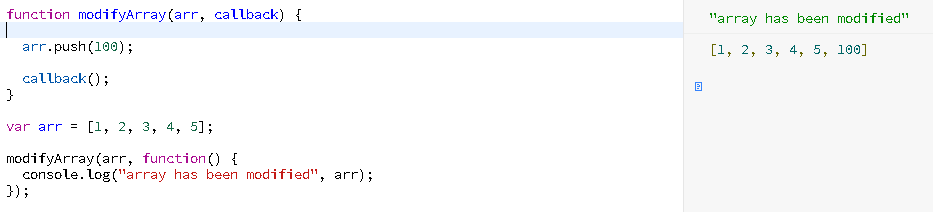 function modifyArray(arr, callback) {
  arr.push(100);
  callback();
}
var arr = [1, 2, 3, 4, 5];
modifyArray(arr, function() {
  console.log("array has been modified", arr);
});
"array has been modified"
[1, 2, 3, 4, 5, 100]